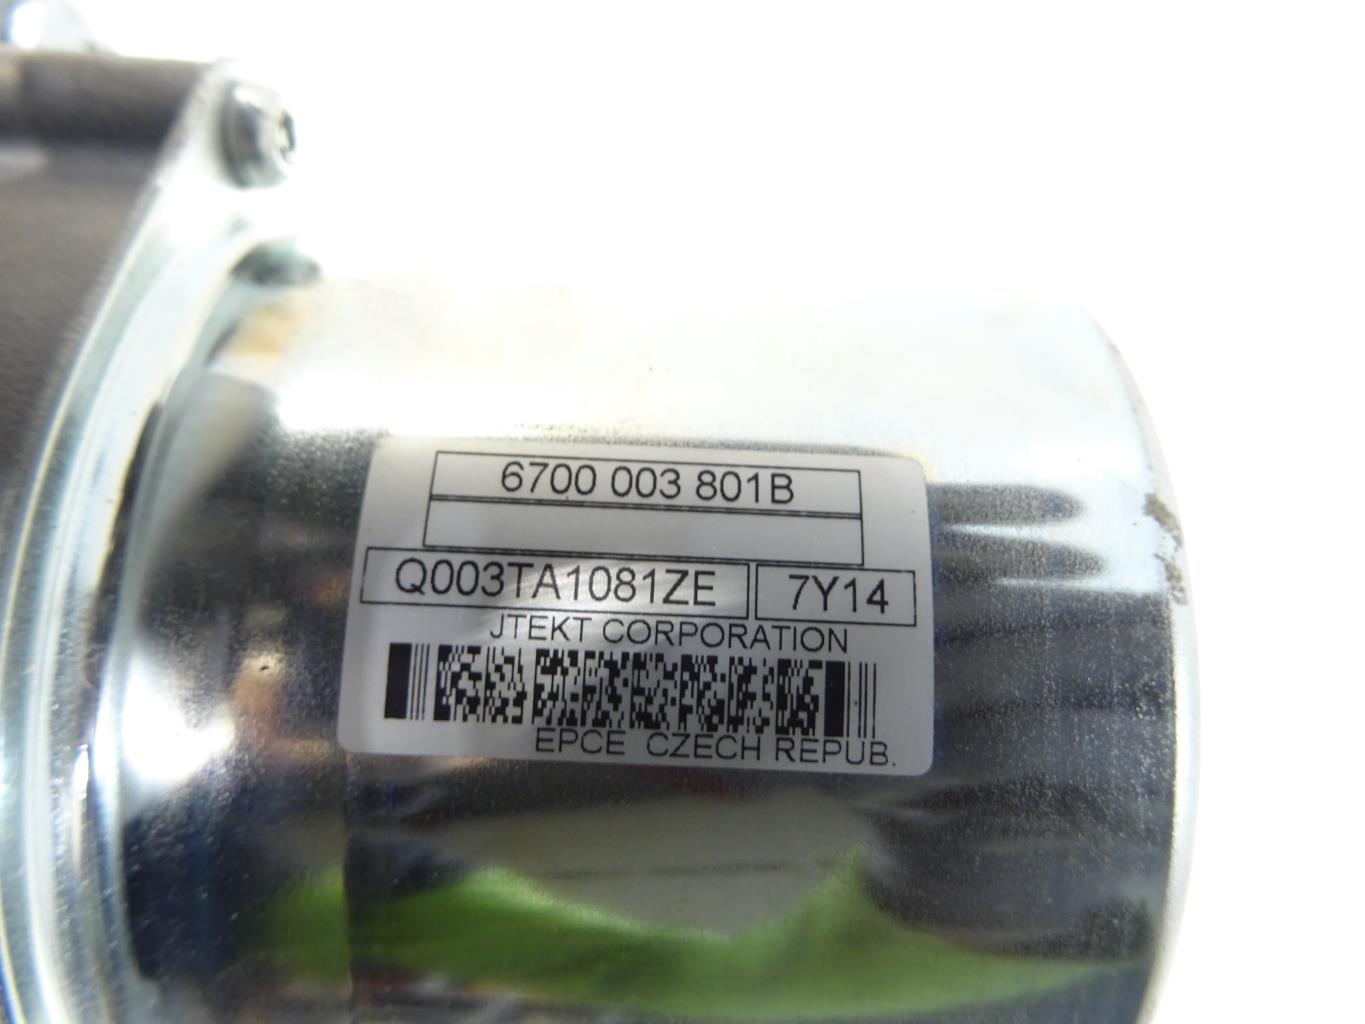 6700 003 801B
Q003TA1081ZE 7Y14
JTEKT CORPORATION
EPCE CZECH REPUB.